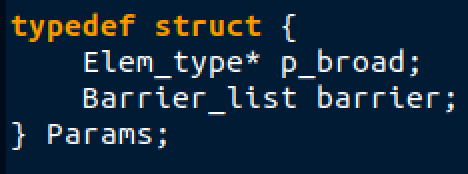 typedef struct {
    Elem_type* p_broad;
    Barrier_list barrier;
} Params;